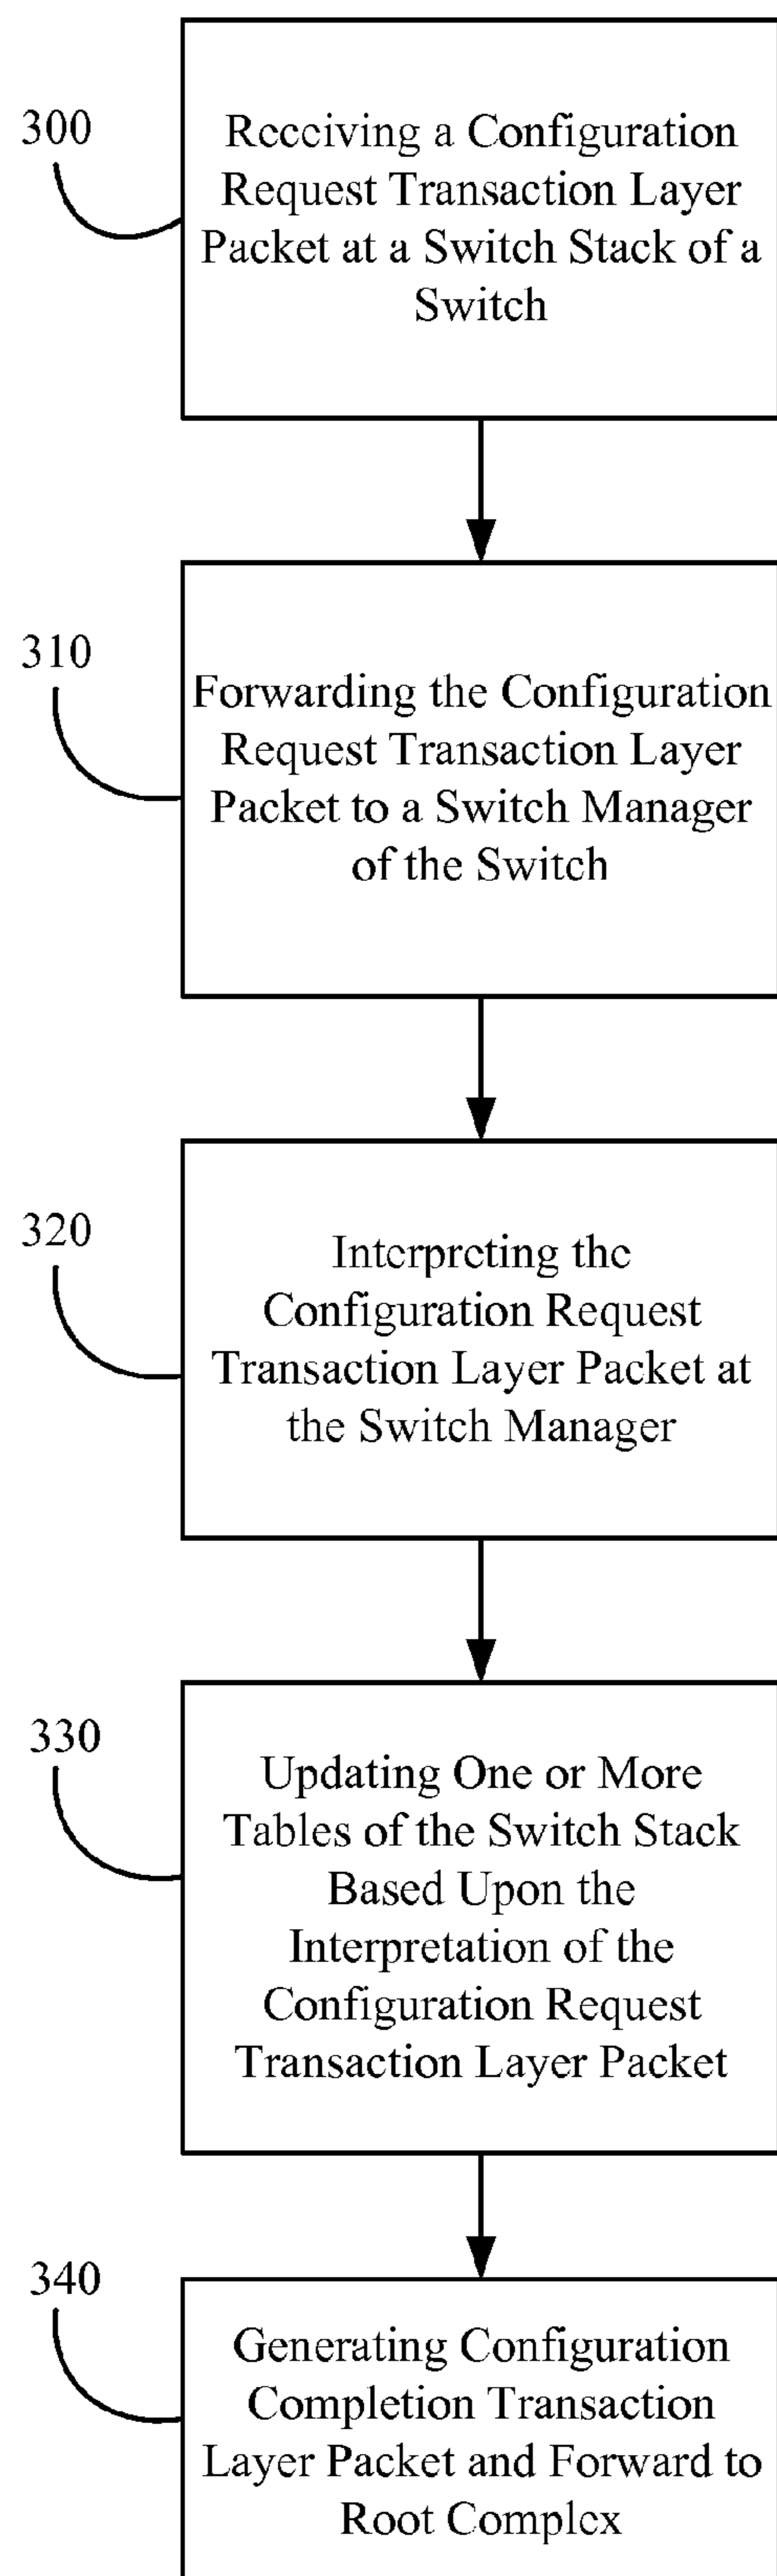 300
Receiving a Configuration
Request Transaction Layer
Packet at a Switch Stack of a
Switch
310
Forwarding the Configuration
Request Transaction Layer
Packet to a Switch Manager
of the Switch
320
Interpreting the
Configuration Request
Transaction Layer Packet at
the Switch Manager
330
Updating One or More
Tables of the Switch Stack
Based Upon the
Interpretation of the
Configuration Request
Transaction Layer Packet
340
Generating Configuration
Completion Transaction
Layer Packet and Forward to
Root Complex